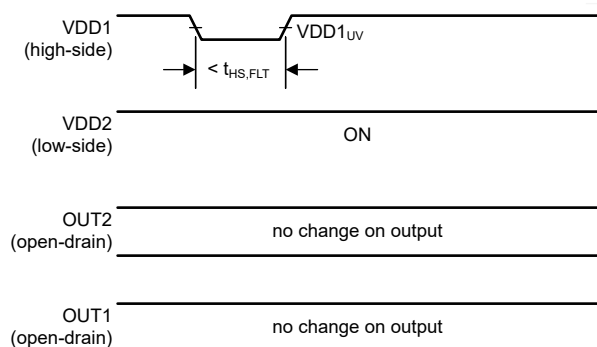 VDD1
(high-side)
VDD1UV
< tHS,FLT
VDD2
(low-side)
ON
OUT2
(open-drain)
no change on output
OUT1
(open-drain)
no change on output